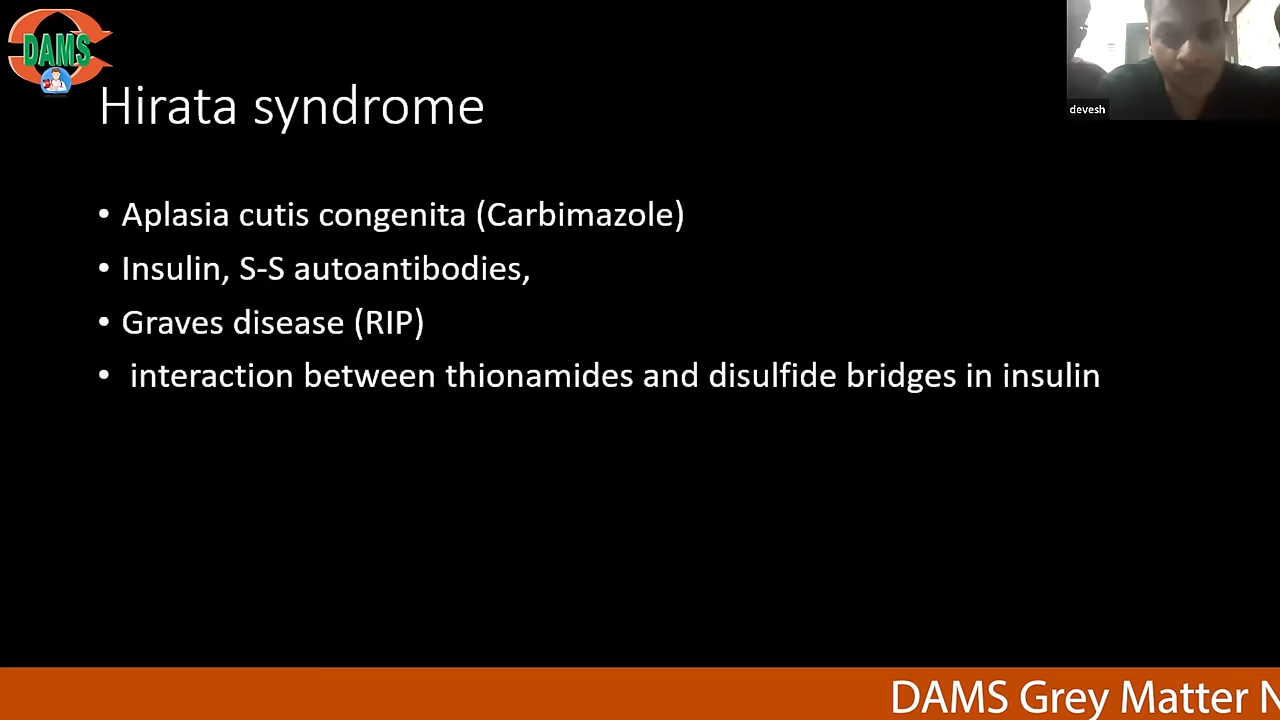 DAMS
devesh
Hirata syndrome
• Aplasia cutis congenita (Carbimazole)
• Insulin, S-S autoantibodies,
• Graves disease (RIP)
• interaction between thionamides and disulfide bridges in insulin
DAMS Grey Matter N